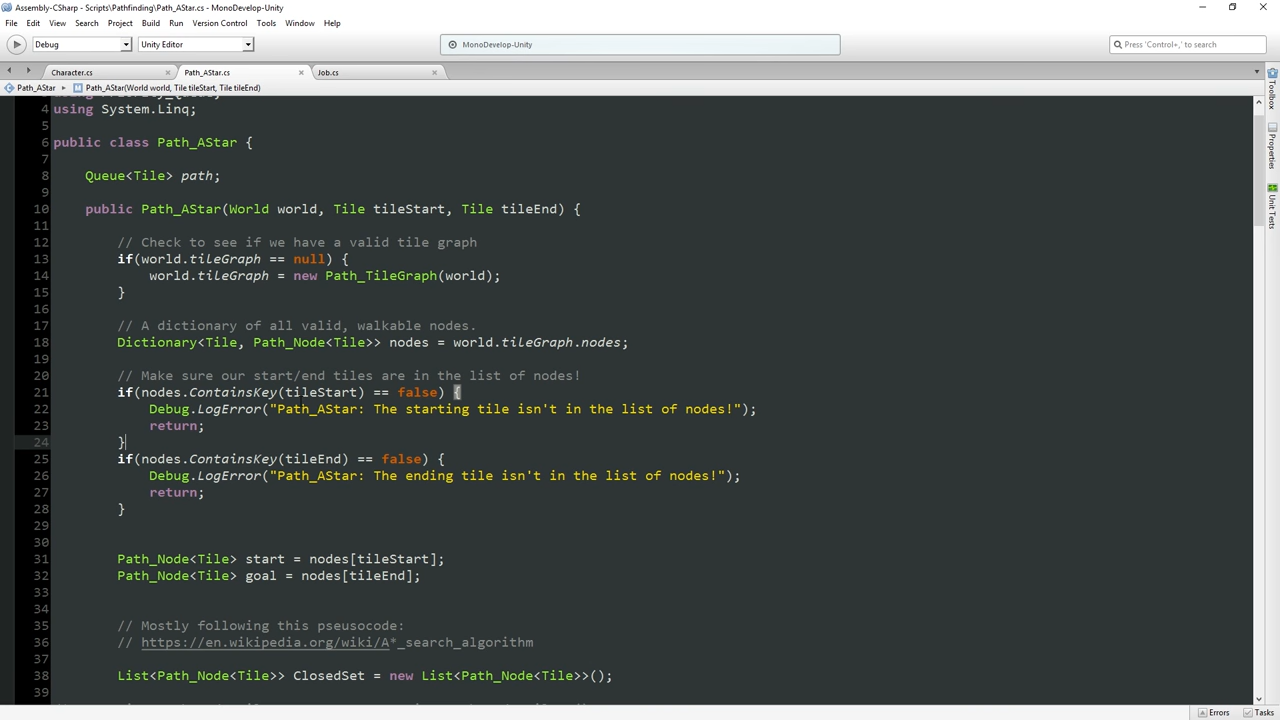 Assembly-CSharp - Scripts\Pathfinding\Path_AStar.cs - MonoDevelop-Unity
File Edit View Search Project Build Run Version Control Tools Window Help
Debug Unity Editor MonoDevelop-Unity Press 'Control+,' to search
Character.cs Path_AStar.cs Job.cs
Path_AStar Path_AStar(World world, Tile tileStart, Tile tileEnd)
4 using System.Linq;
5
6 public class Path_AStar {
7
8 Queue<Tile> path;
9
10 public Path_AStar(World world, Tile tileStart, Tile tileEnd) {
11
12 // Check to see if we have a valid tile graph
13 if(world.tileGraph == null) {
14 world.tileGraph = new Path_TileGraph(world);
15 }
16
17 // A dictionary of all valid, walkable nodes.
18 Dictionary<Tile, Path_Node<Tile>> nodes = world.tileGraph.nodes;
19
20 // Make sure our start/end tiles are in the list of nodes!
21 if(nodes.ContainsKey(tileStart) == false) {
22 Debug.LogError("Path_AStar: The starting tile isn't in the list of nodes!");
23 return;
24 }
25 if(nodes.ContainsKey(tileEnd) == false) {
26 Debug.LogError("Path_AStar: The ending tile isn't in the list of nodes!");
27 return;
28 }
29
30
31 Path_Node<Tile> start = nodes[tileStart];
32 Path_Node<Tile> goal = nodes[tileEnd];
33
34
35 // Mostly following this pseusocode:
36 // https://en.wikipedia.org/wiki/A*_search_algorithm
37
38 List<Path_Node<Tile>> ClosedSet = new List<Path_Node<Tile>>();
39
Toolbox
Properties
Unit Tests
Errors Tasks